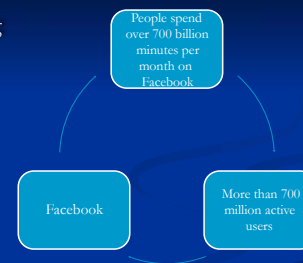 People spend
over 700 billion
minutes per
month on
Facebook
Facebook
More than 700
million active
users